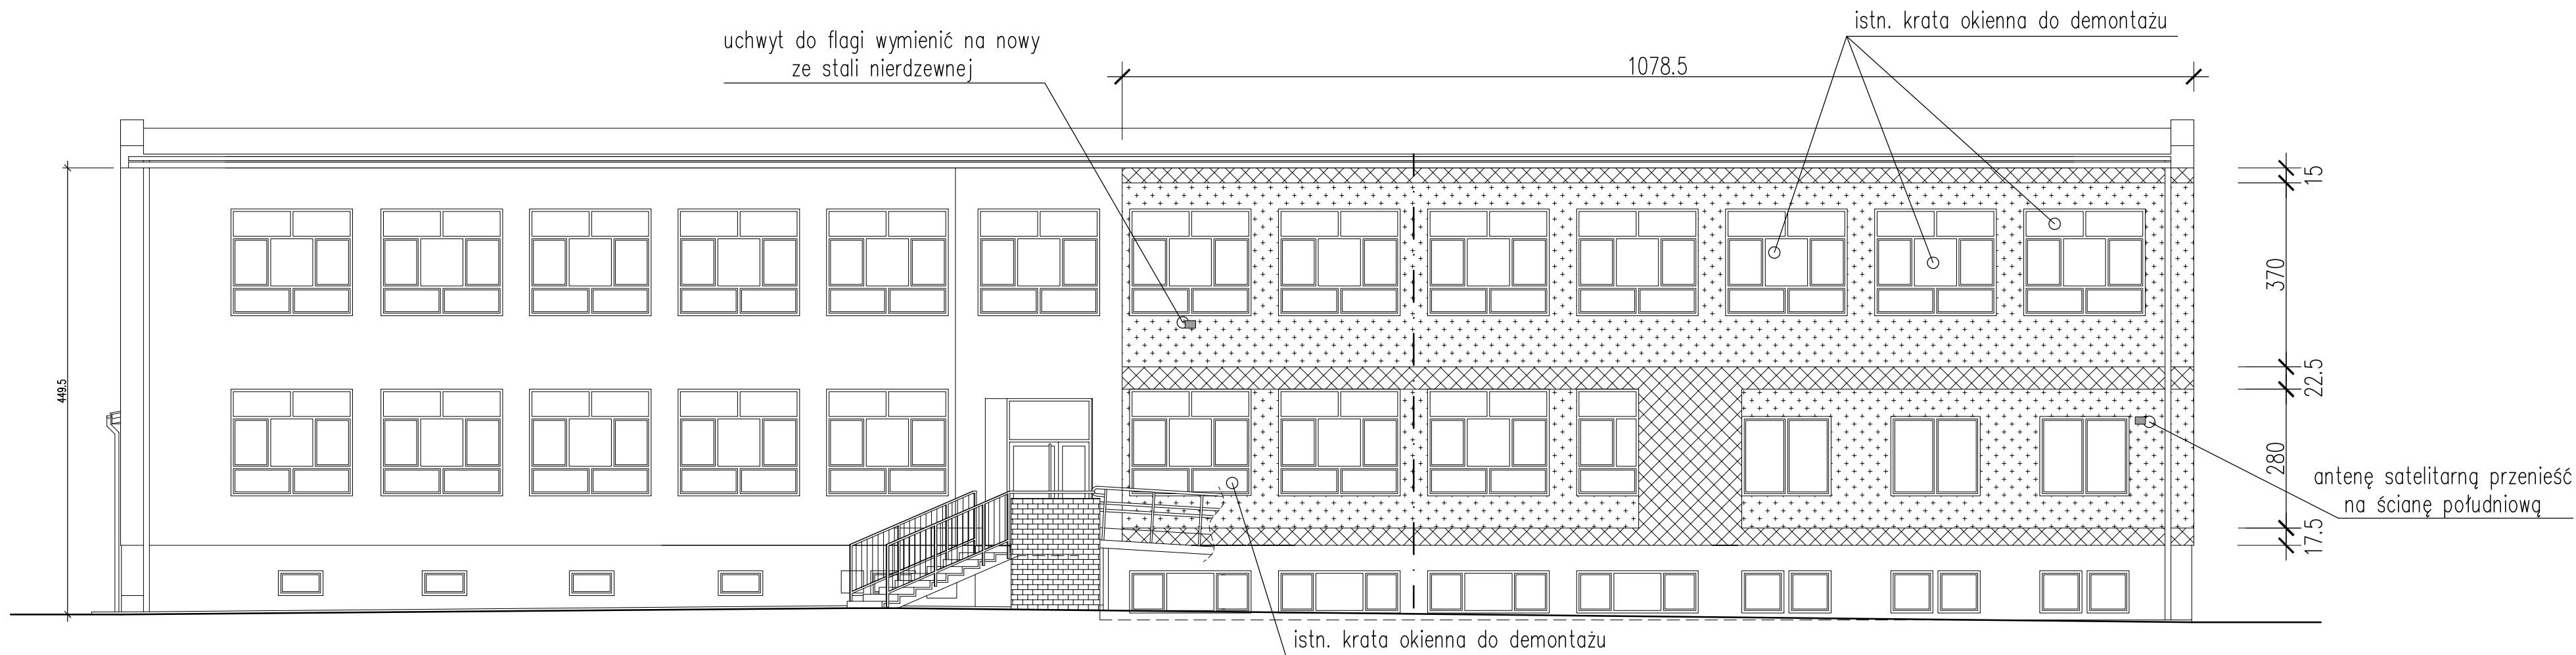 istn. krata okienna do demontażu
uchwyt do flagi wymienić na nowy
ze stali nierdzewnej
1078.5
15
370
22.5
449.5
280
antenę satelitarną przenieść
na ścianę południową
17.5
istn. krata okienna do demontażu